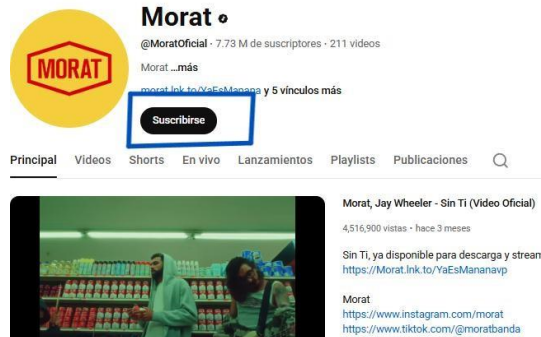 Morat
MORAT
@MoratOficial · 7.73 M de suscriptores · 211 videos
Morat ...más
morat.lnk.to/YaEsManana y 5 vínculos más
Suscribirse
Principal Videos Shorts En vivo Lanzamientos Playlists Publicaciones
Morat, Jay Wheeler - Sin Ti (Video Oficial)
4,516,900 vistas · hace 3 meses
Sin Ti, ya disponible para descarga y
https://Morat.lnk.to/YaEsMananavp
Morat
https://www.instagram.com/morat
https://www.tiktok.com/@moratbanda